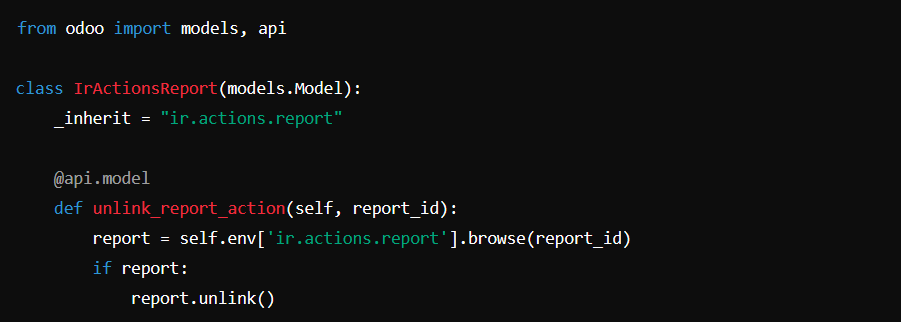 from odoo import models, api
class IrActionsReport(models.Model):
    _inherit = "ir.actions.report"
    @api.model
    def unlink_report_action(self, report_id):
        report = self.env['ir.actions.report'].browse(report_id)
        if report:
            report.unlink()